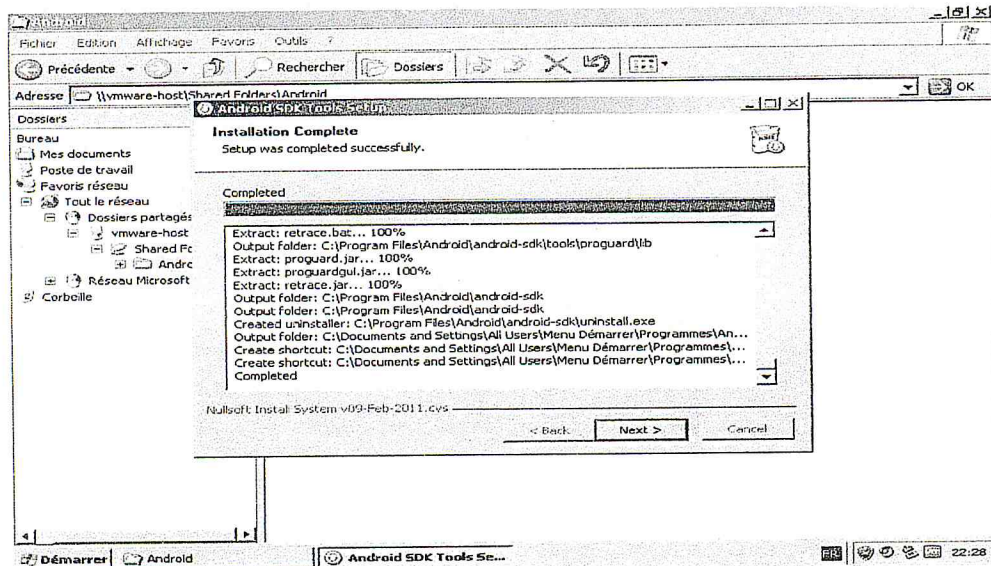 Android
Fichier Edition Affichage Favoris Outils ?
Précédente Rechercher Dossiers
Adresse \\vmware-host\Shared Folders\Android OK
Dossiers
Bureau
Mes documents
Poste de travail
Favoris réseau
Tout le réseau
Dossiers partagés
vmware-host
Shared Fo
Andro
Réseau Microsoft
Corbeille
Android SDK Tools Setup
Installation Complete
Setup was completed successfully.
Completed
Extract: retrace.bat... 100%
Output folder: C:\Program Files\Android\android-sdk\tools\proguard\lib
Extract: proguard.jar... 100%
Extract: proguardgui.jar... 100%
Extract: retrace.jar... 100%
Output folder: C:\Program Files\Android\android-sdk
Output folder: C:\Program Files\Android\android-sdk
Created uninstaller: C:\Program Files\Android\android-sdk\uninstall.exe
Output folder: C:\Documents and Settings\All Users\Menu Démarrer\Programmes\An...
Create shortcut: C:\Documents and Settings\All Users\Menu Démarrer\Programmes\...
Create shortcut: C:\Documents and Settings\All Users\Menu Démarrer\Programmes\...
Completed
Nullsoft Install System v09-Feb-2011.cvs
< Back Next > Cancel
Démarrer Android Android SDK Tools Se... FR 22:28